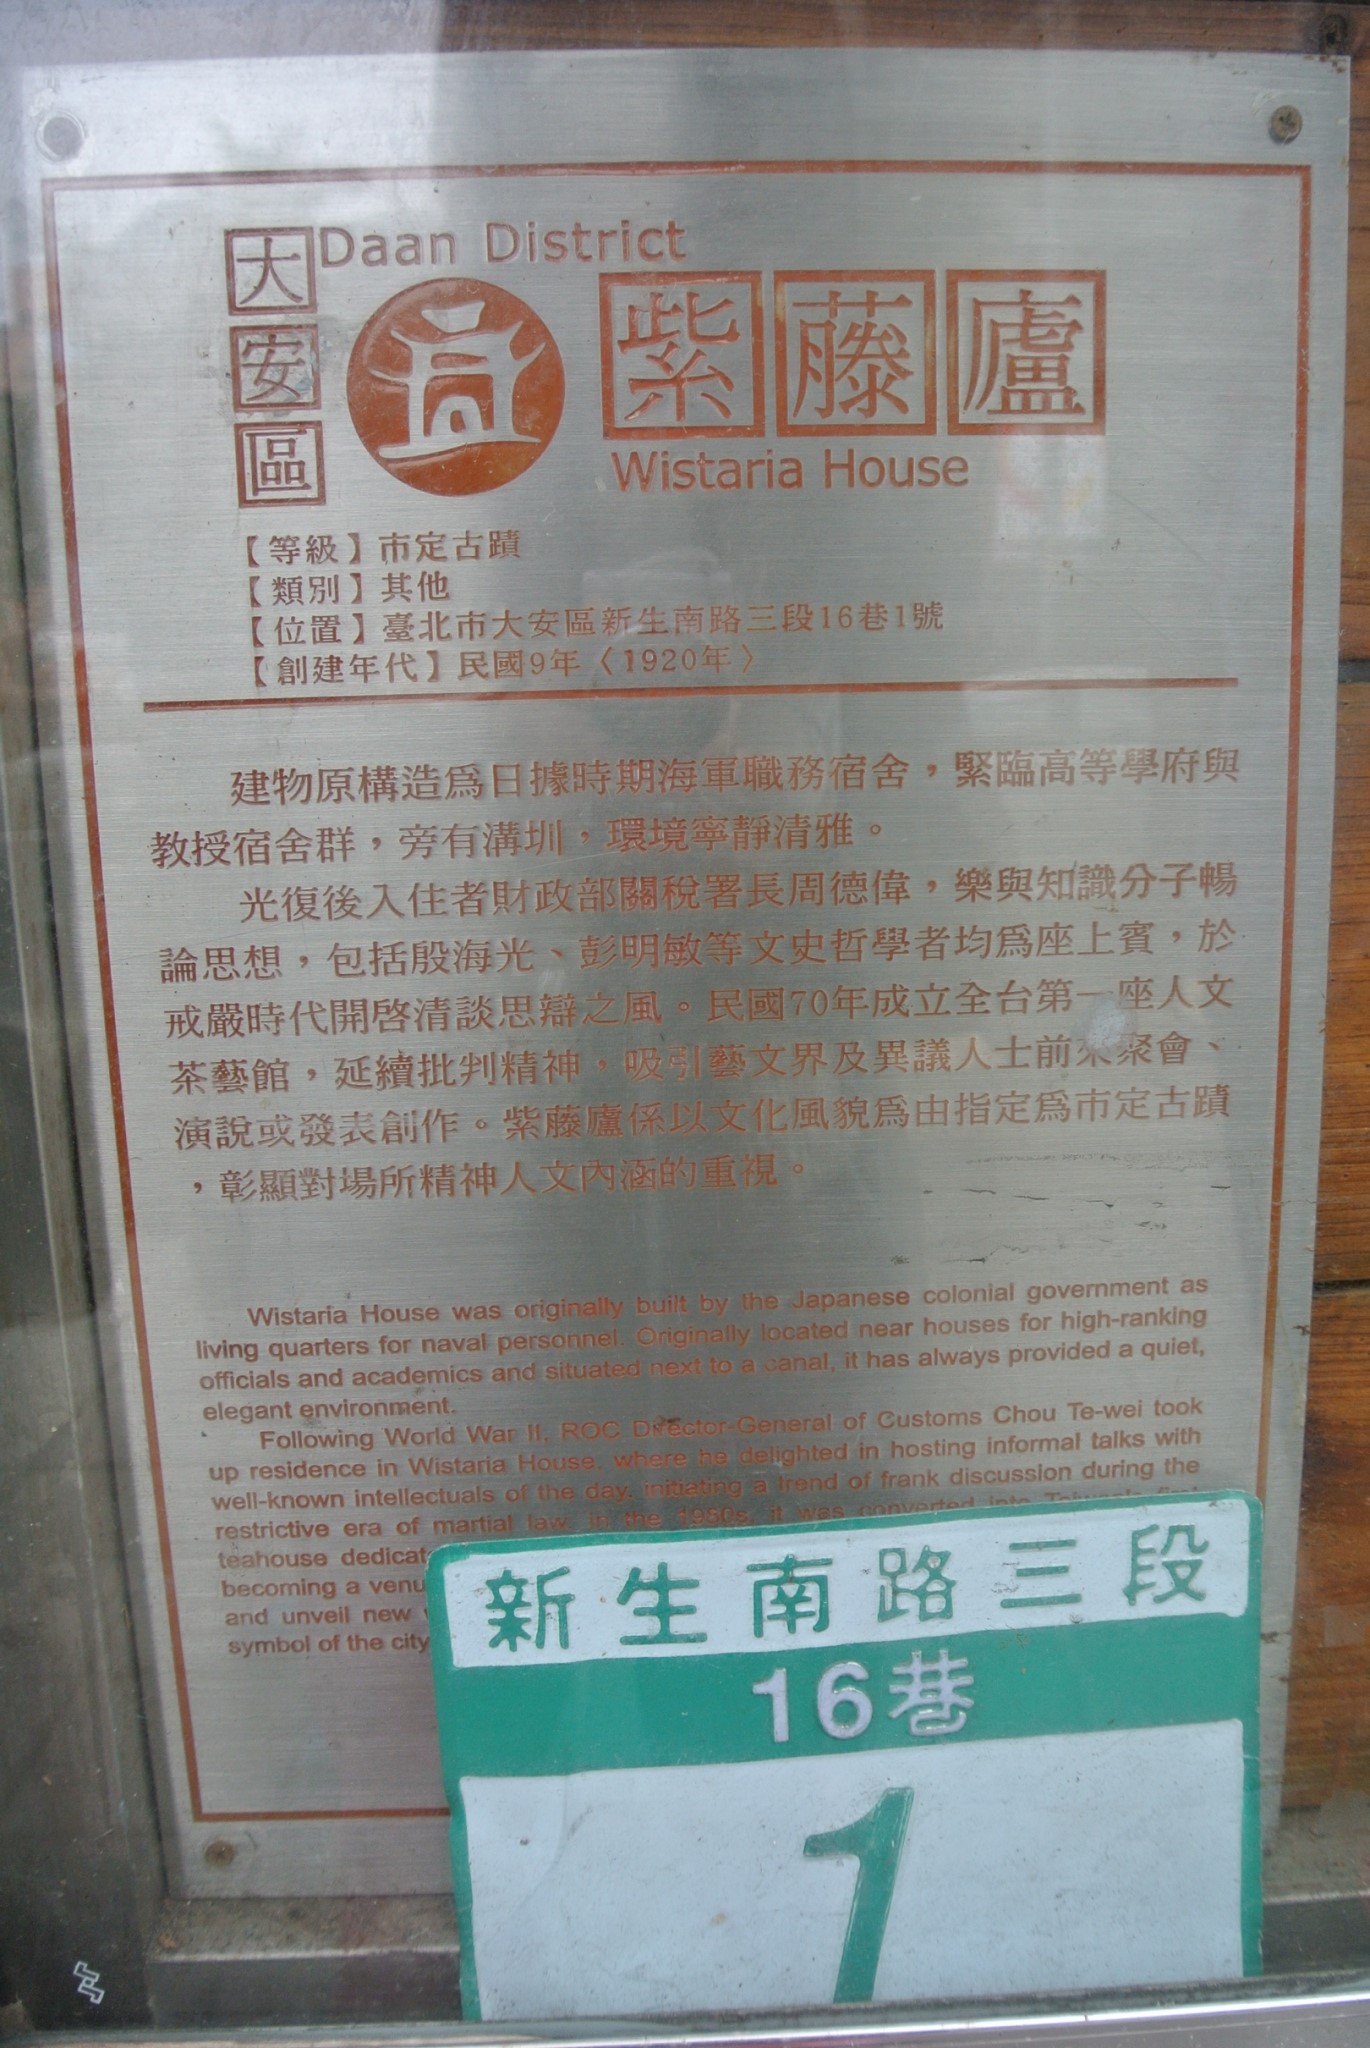 大安區
Daan District
紫藤廬
Wistaria House
【等級】市定古蹟
【類別】其他
【位置】臺北市大安區新生南路三段16巷1號
【創建年代】民國9年〈1920年〉
建物原構造為日據時期海軍職務宿舍，緊臨高等學府與
教授宿舍群，旁有溝圳，環境寧靜清雅。
光復後入住者財政部關稅署長周德偉，樂與知識分子暢
論思想，包括殷海光、彭明敏等文史哲學者均為座上賓，於
戒嚴時代開啓清談思辯之風。民國70年成立全台第一座人文
茶藝館，延續批判精神，吸引藝文界及異議人士前來聚會、
演說或發表創作。紫藤廬係以文化風貌為由指定為市定古蹟
，彰顯對場所精神人文內涵的重視。
Wistaria House was originally built by the Japanese colonial government as
living quarters for naval personnel. Originally located near houses for high-ranking
officials and academics and situated next to a canal, it has always provided a quiet,
elegant environment.
Following World War II, ROC Director-General of Customs Chou Te-wei took
up residence in Wistaria House, where he delighted in hosting informal talks with
well-known intellectuals of the day, initiating a trend of frank discussion during the
restrictive era of martial law. In the 1980s, it was converted into Taiwan's first
teahouse
becoming a
and unveil new
symbol of the city
新生南路三段
16巷
1